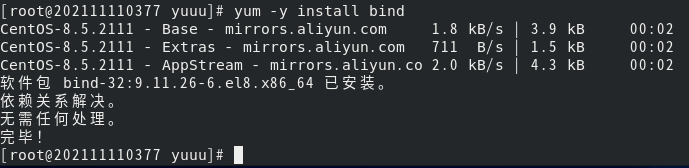 [root@202111110377 yuuu]# yum -y install bind
CentOS-8.5.2111 - Base - mirrors.aliyun.com 1.8 kB/s | 3.9 kB 00:02
CentOS-8.5.2111 - Extras - mirrors.aliyun.com 711 B/s | 1.5 kB 00:02
CentOS-8.5.2111 - AppStream - mirrors.aliyun.co 2.0 kB/s | 4.3 kB 00:02
软件包 bind-32:9.11.26-6.el8.x86_64 已安装。
依赖关系解决。
无需任何处理。
完毕！
[root@202111110377 yuuu]#